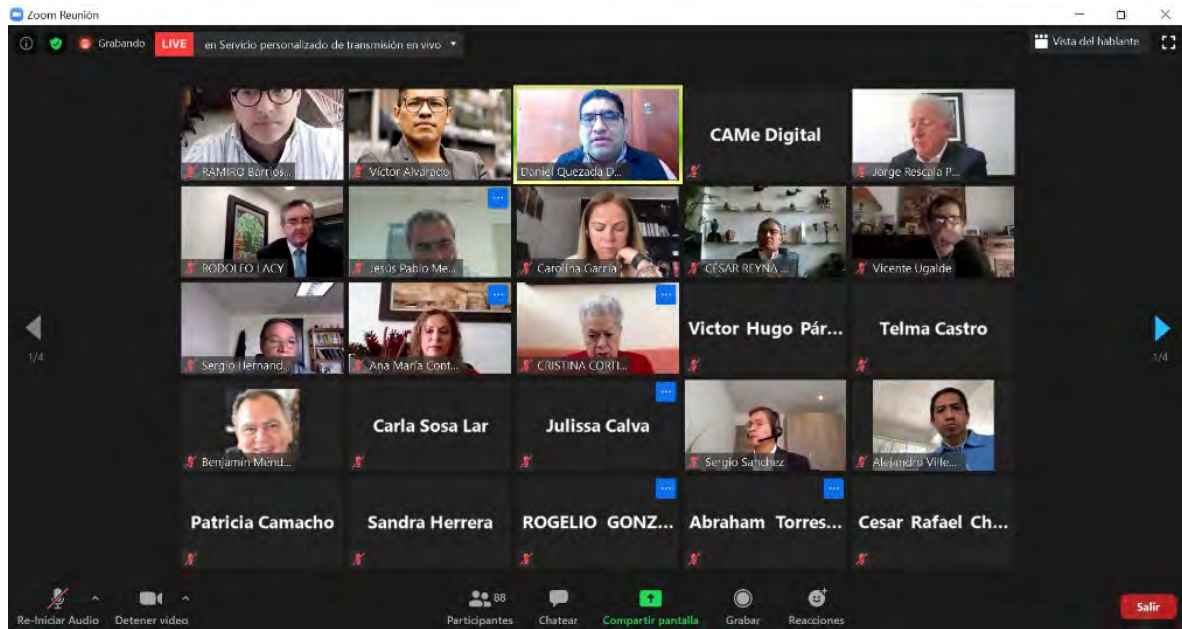 Zoom Reunión
Grabando LIVE en Servicio personalizado de transmisión en vivo
Vista del hablante
RAMIRO Barrios...
Víctor Alvarado
Daniel Quezada D...
CAMe Digital
Jorge Rescala P...
RODOLFO LACY
Jesús Pablo Me...
Carolina García
CÉSAR REYNA ...
Vicente Ugalde
Sergio Hernand...
Ana María Cont...
CRISTINA CORTI...
Victor Hugo Pár...
Telma Castro
1/4
1/4
Benjamín Mend...
Carla Sosa Lar
Julissa Calva
Sergio Sanchez
Alejandro Ville...
Patricia Camacho
Sandra Herrera
ROGELIO GONZ...
Abraham Torres...
Cesar Rafael Ch...
Re-Iniciar Audio
Detener video
88
Participantes
Chatear
Compartir pantalla
Grabar
Reacciones
Salir